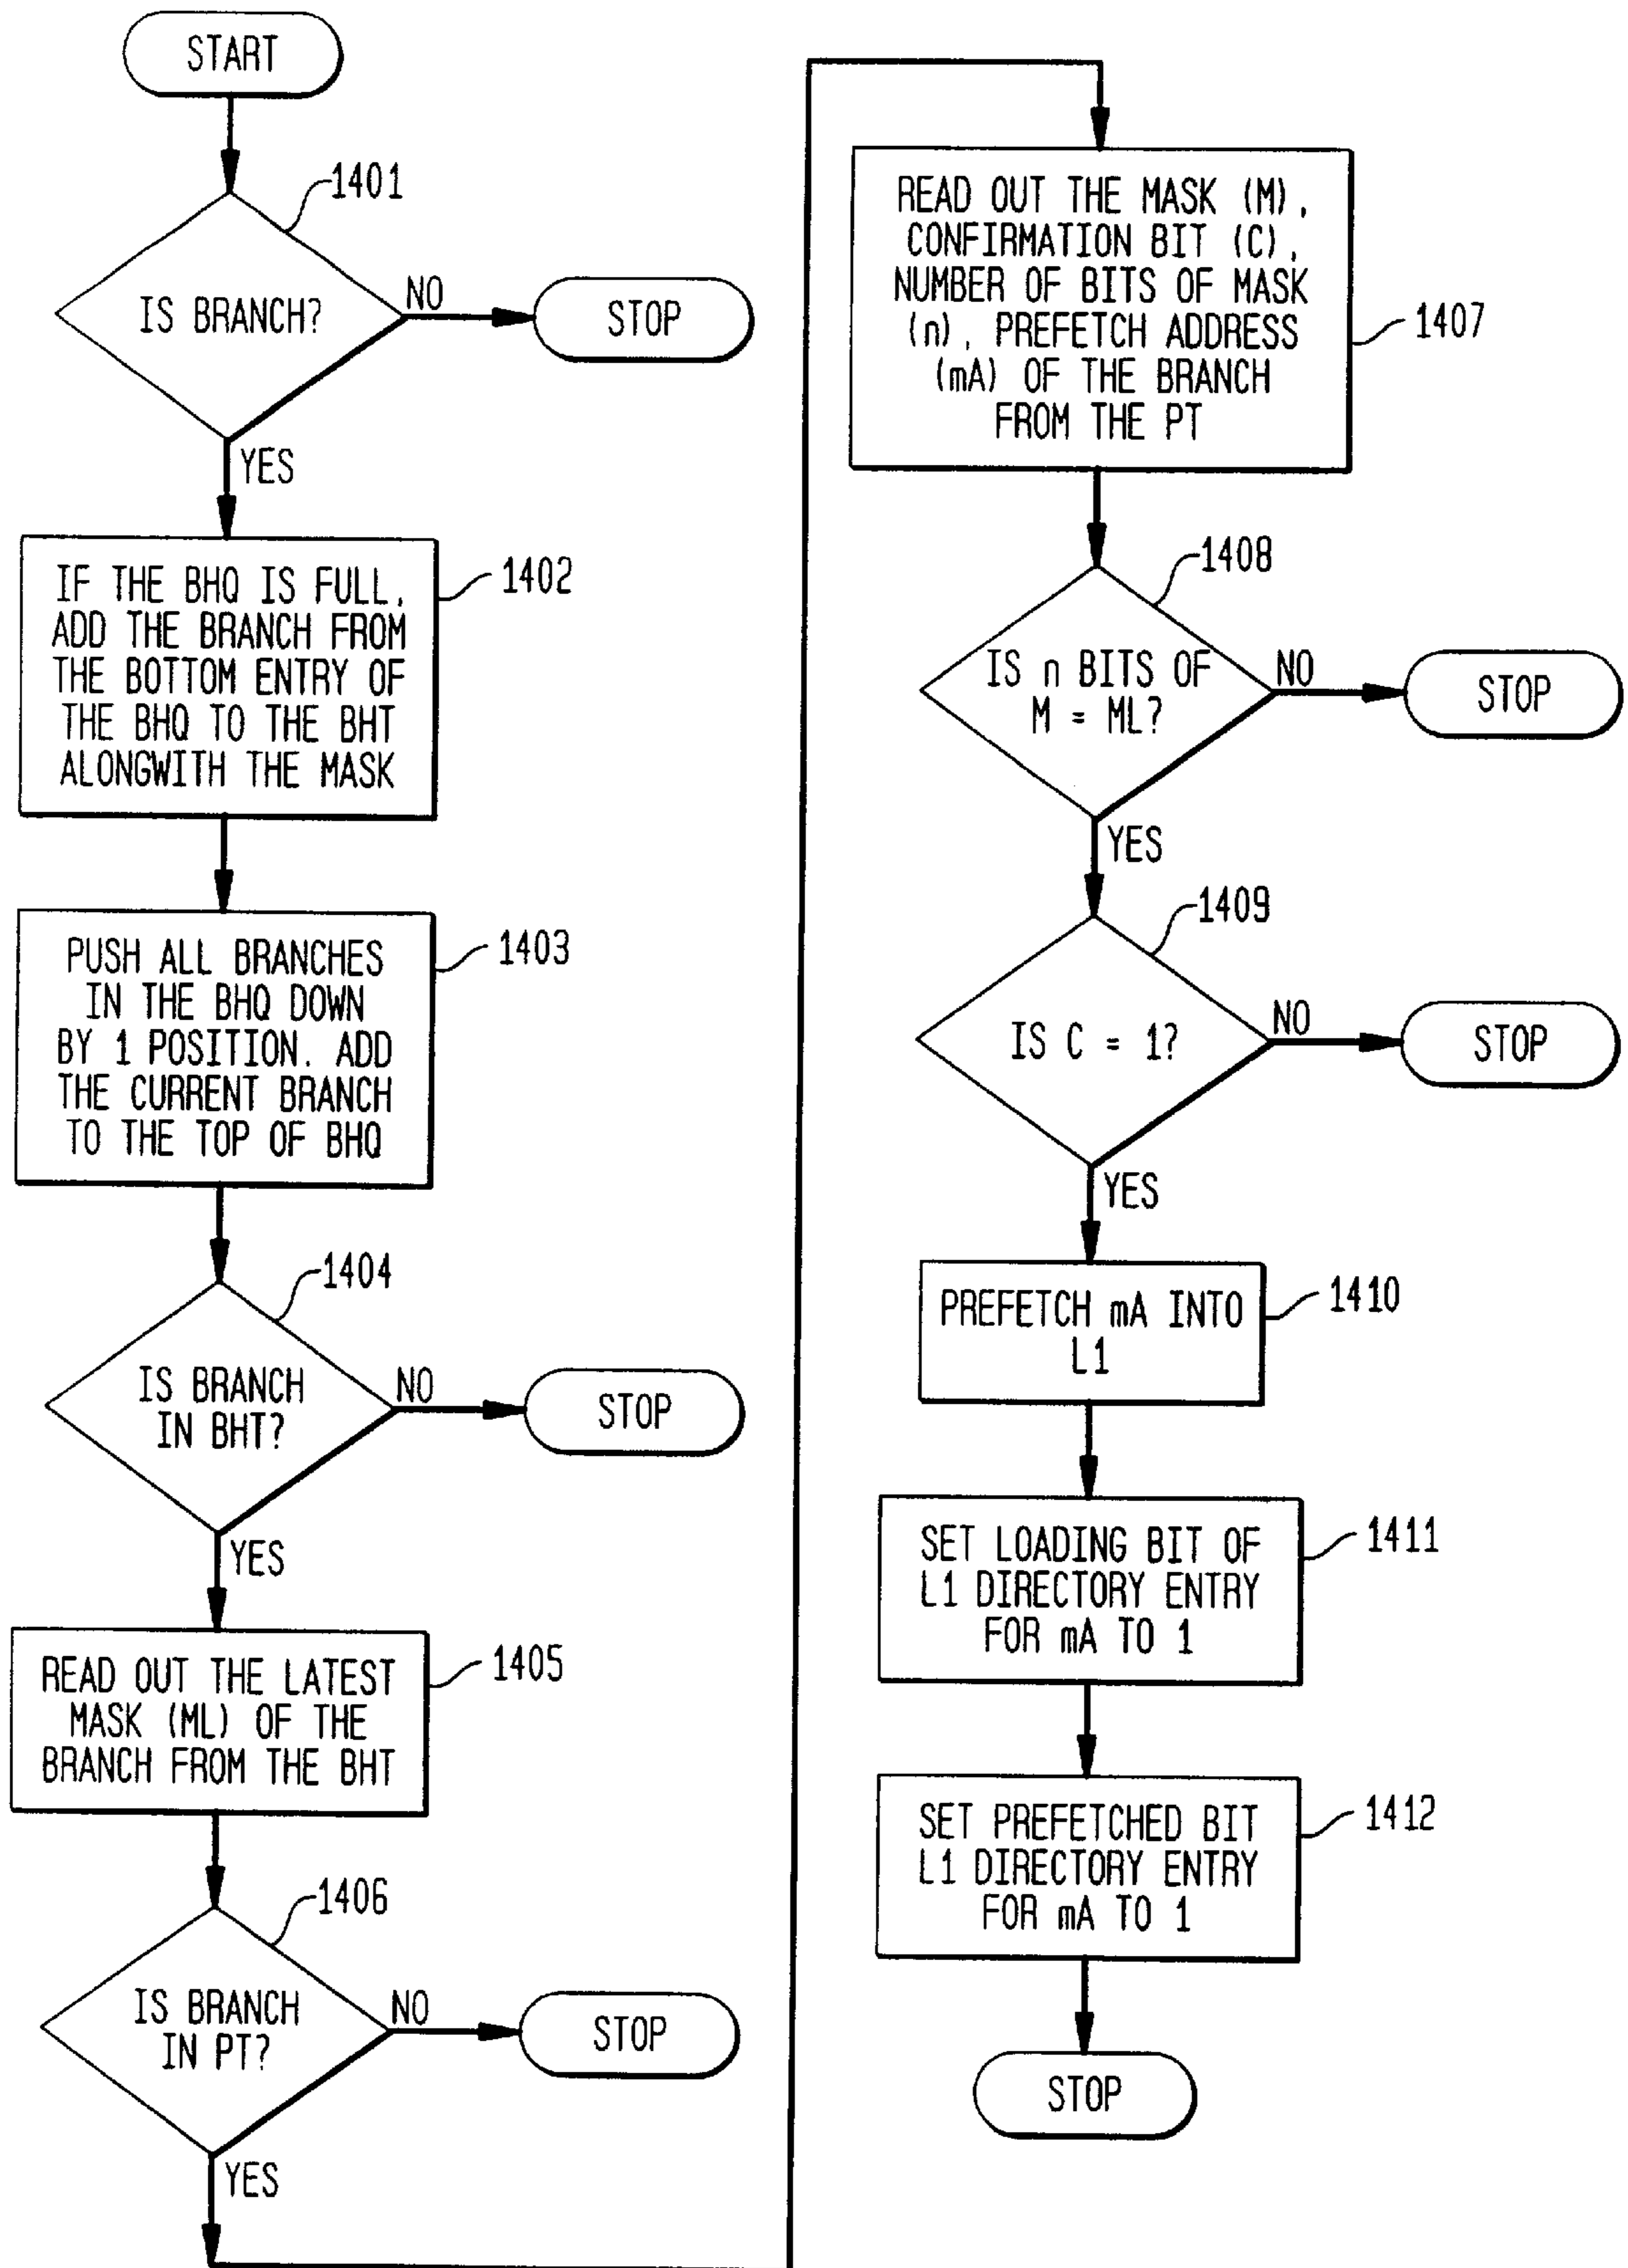 START
1401
IS BRANCH?
NO
STOP
YES
1402
IF THE BHQ IS FULL,
ADD THE BRANCH FROM
THE BOTTOM ENTRY OF
THE BHQ TO THE BHT
ALONGWITH THE MASK
1403
PUSH ALL BRANCHES
IN THE BHQ DOWN
BY 1 POSITION. ADD
THE CURRENT BRANCH
TO THE TOP OF BHQ
1404
IS BRANCH
IN BHT?
NO
STOP
YES
1405
READ OUT THE LATEST
MASK (ML) OF THE
BRANCH FROM THE BHT
1406
IS BRANCH
IN PT?
NO
STOP
YES
READ OUT THE MASK (M),
CONFIRMATION BIT (C),
NUMBER OF BITS OF MASK
(n), PREFETCH ADDRESS
(mA) OF THE BRANCH
FROM THE PT
1407
1408
IS n BITS OF
M = ML?
NO
STOP
YES
1409
IS C = 1?
NO
STOP
YES
PREFETCH mA INTO
L1
1410
SET LOADING BIT OF
L1 DIRECTORY ENTRY
FOR mA TO 1
1411
SET PREFETCHED BIT
L1 DIRECTORY ENTRY
FOR mA TO 1
1412
STOP